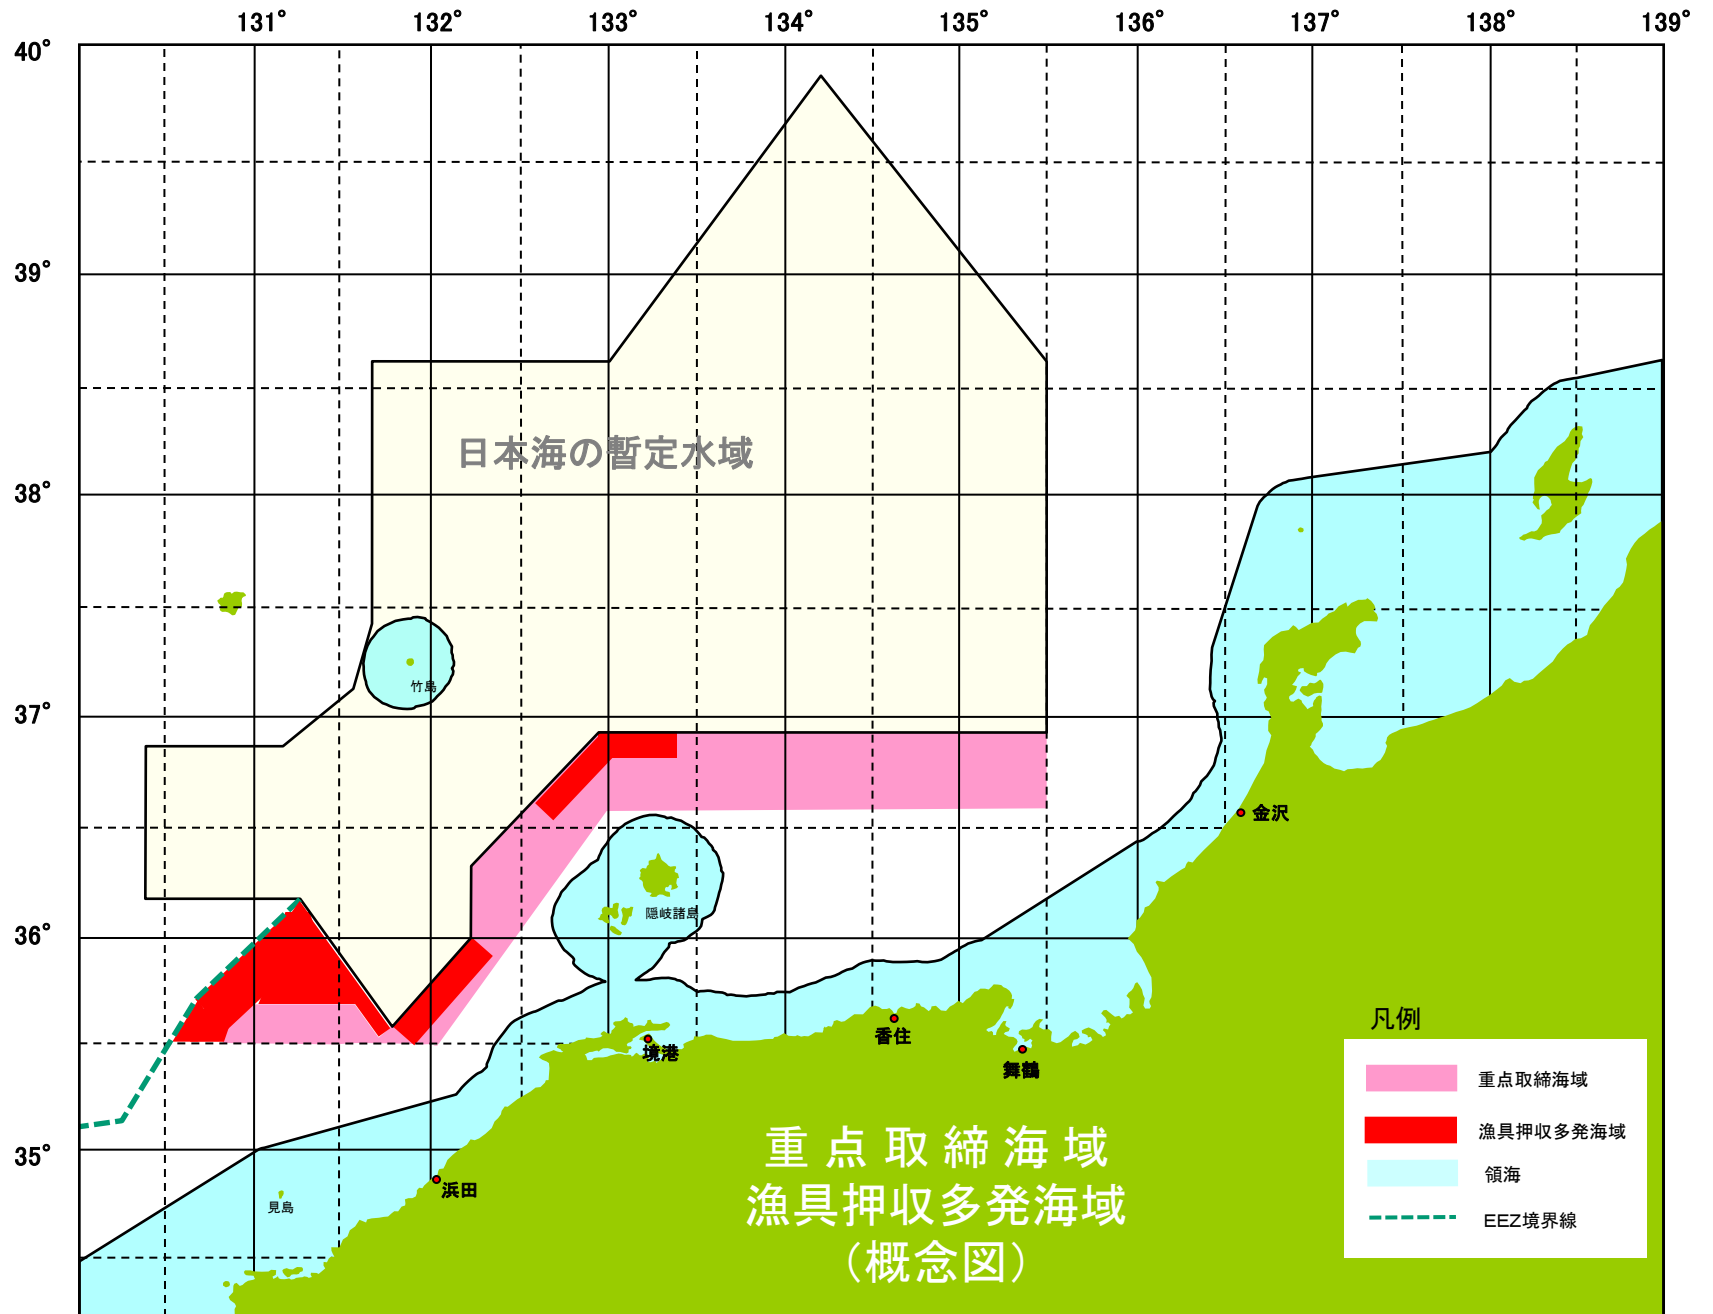 131° 132° 133° 134° 135° 136° 137° 138° 139°
40°
39°
日本海の暫定水域
38°
竹島
37°
金沢
隠岐諸島
36°
凡例
香住
境港
舞鶴
重点取締海域
漁具押収多発海域
領海
EEZ境界線
35°
浜田
見島
重点取締海域
漁具押収多発海域
（概念図）